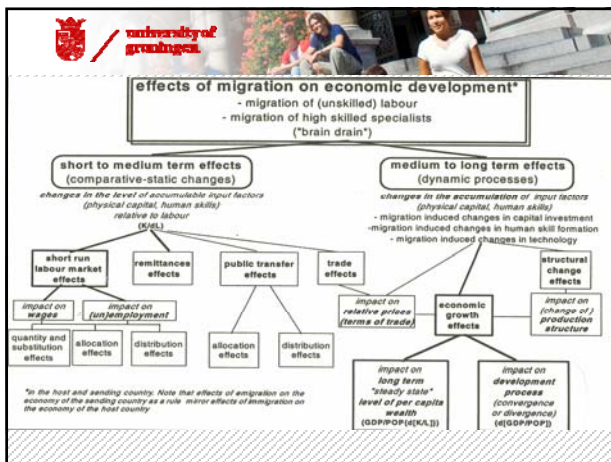 university of
groningen
effects of migration on economic development*
- migration of (unskilled) labour
- migration of high skilled specialists
("brain drain")
short to medium term effects
(comparative-static changes)
changes in the level of accumulable input factors
(physical capital, human skills)
relative to labour
(K/dL)
medium to long term effects
(dynamic processes)
changes in the accumulation of input factors
(physical capital, human skills)
- migration induced changes in capital investment
-migration induced changes in human skill formation
- migration induced changes in technology
short run
labour market
effects
remittances
effects
public transfer
effects
trade
effects
structural
change
effects
impact on
wages
impact on
(un)employment
impact on
relative prices
(terms of trade)
economic
growth
effects
impact on
(change of)
production
structure
quantity and
substitution
effects
allocation
effects
distribution
effects
allocation
effects
distribution
effects
impact on
long term
"steady state"
level of per capita
wealth
(GDP/POP{d[K/L]})
impact on
development
process
(convergence
or divergence)
(d[GDP/POP])
*in the host and sending country. Note that effects of emigration on the
economy of the sending country as a rule mirror effects of immigration on
the economy of the host country